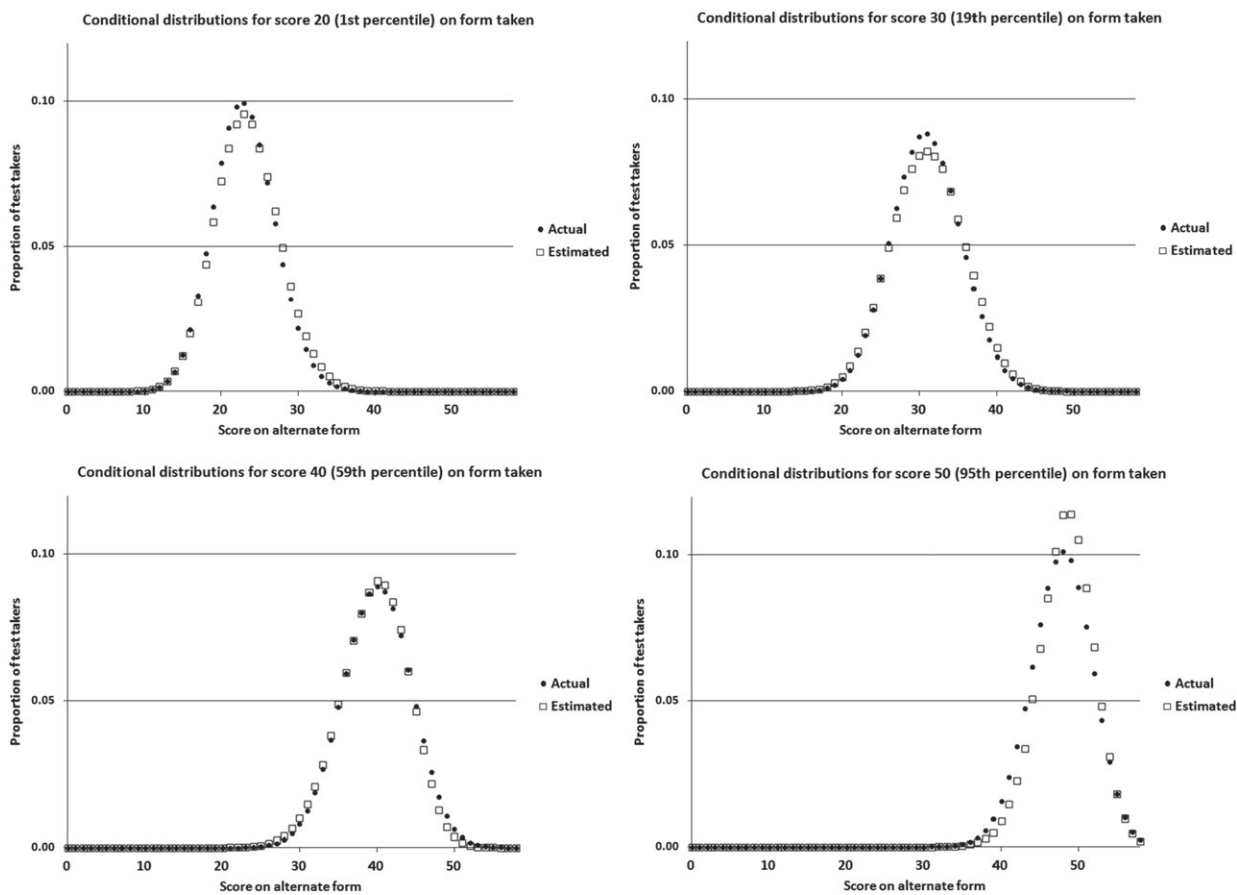 Conditional distributions for score 20 (1st percentile) on form taken
Proportion of test takers
0.10
0.05
0.00
0 10 20 30 40 50
Score on alternate form
Actual
Estimated
Conditional distributions for score 30 (19th percentile) on form taken
Proportion of test takers
0.10
0.05
0.00
0 10 20 30 40 50
Score on alternate form
Actual
Estimated
Conditional distributions for score 40 (59th percentile) on form taken
Proportion of test takers
0.10
0.05
0.00
0 10 20 30 40 50
Score on alternate form
Actual
Estimated
Conditional distributions for score 50 (95th percentile) on form taken
Proportion of test takers
0.10
0.05
0.00
0 10 20 30 40 50
Score on alternate form
Actual
Estimated